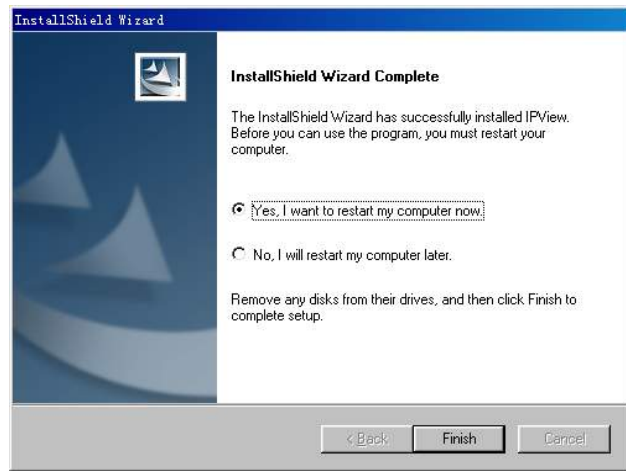 InstallShield Wizard
InstallShield Wizard Complete
The InstallShield Wizard has successfully installed IPView.
Before you can use the program, you must restart your
computer.
Yes, I want to restart my computer now.
No, I will restart my computer later.
Remove any disks from their drives, and then click Finish to
complete setup.
< Back
Finish
Cancel